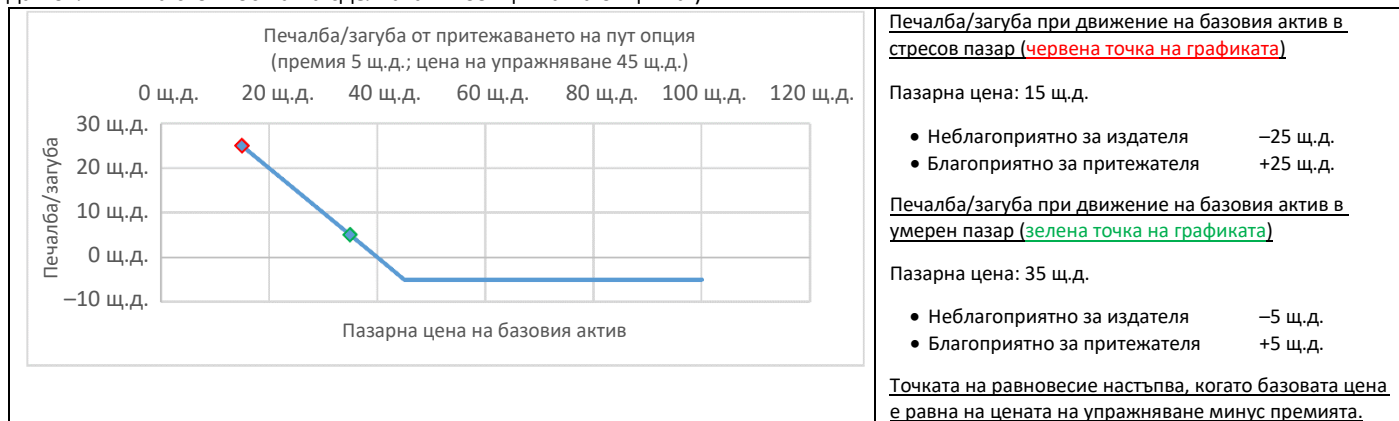 Печалба/загуба от притежаването на пут опция
(премия 5 щ.д.; цена на упражняване 45 щ.д.)
0 щ.д. 20 щ.д. 40 щ.д. 60 щ.д. 80 щ.д. 100 щ.д. 120 щ.д.
30 щ.д.
20 щ.д.
10 щ.д.
0 щ.д.
–10 щ.д.
Печалба/загуба
Пазарна цена на базовия актив
Печалба/загуба при движение на базовия актив в
стресов пазар (червена точка на графиката)
Пазарна цена: 15 щ.д.
• Неблагоприятно за издателя –25 щ.д.
• Благоприятно за притежателя +25 щ.д.
Печалба/загуба при движение на базовия актив в
умерен пазар (зелена точка на графиката)
Пазарна цена: 35 щ.д.
• Неблагоприятно за издателя –5 щ.д.
• Благоприятно за притежателя +5 щ.д.
Точката на равновесие настъпва, когато базовата цена
е равна на цената на упражняване минус премията.